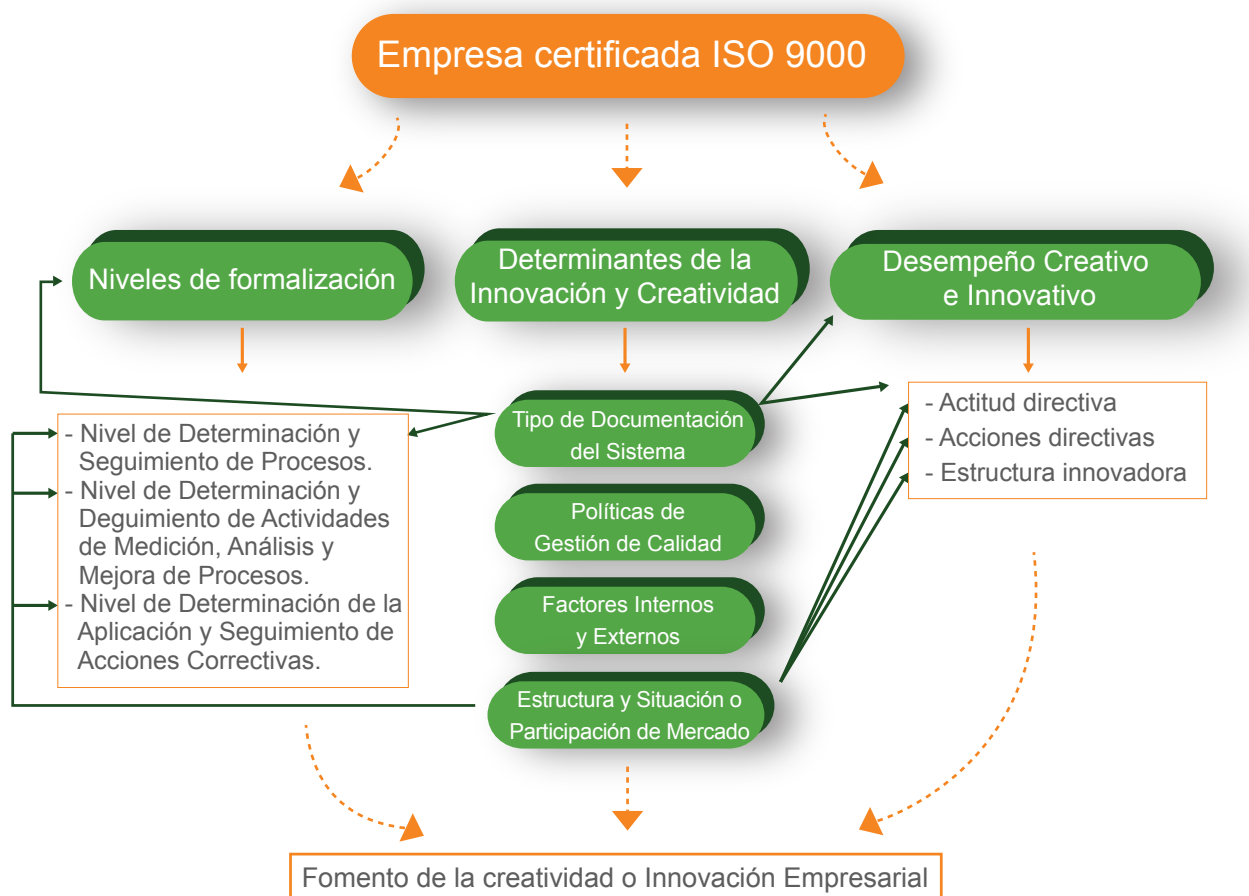 Empresa certificada ISO 9000
Niveles de formalización
Determinantes de la
Innovación y Creatividad
Desempeño Creativo
e Innovativo
- Nivel de Determinación y
Seguimiento de Procesos.
- Nivel de Determinación y
Deguimiento de Actividades
de Medición, Análisis y
Mejora de Procesos.
- Nivel de Determinación de la
Aplicación y Seguimiento de
Acciones Correctivas.
Tipo de Documentación
del Sistema
Políticas de
Gestión de Calidad
Factores Internos
y Externos
Estructura y Situación o
Participación de Mercado
- Actitud directiva
- Acciones directivas
- Estructura innovadora
Fomento de la creatividad o Innovación Empresarial